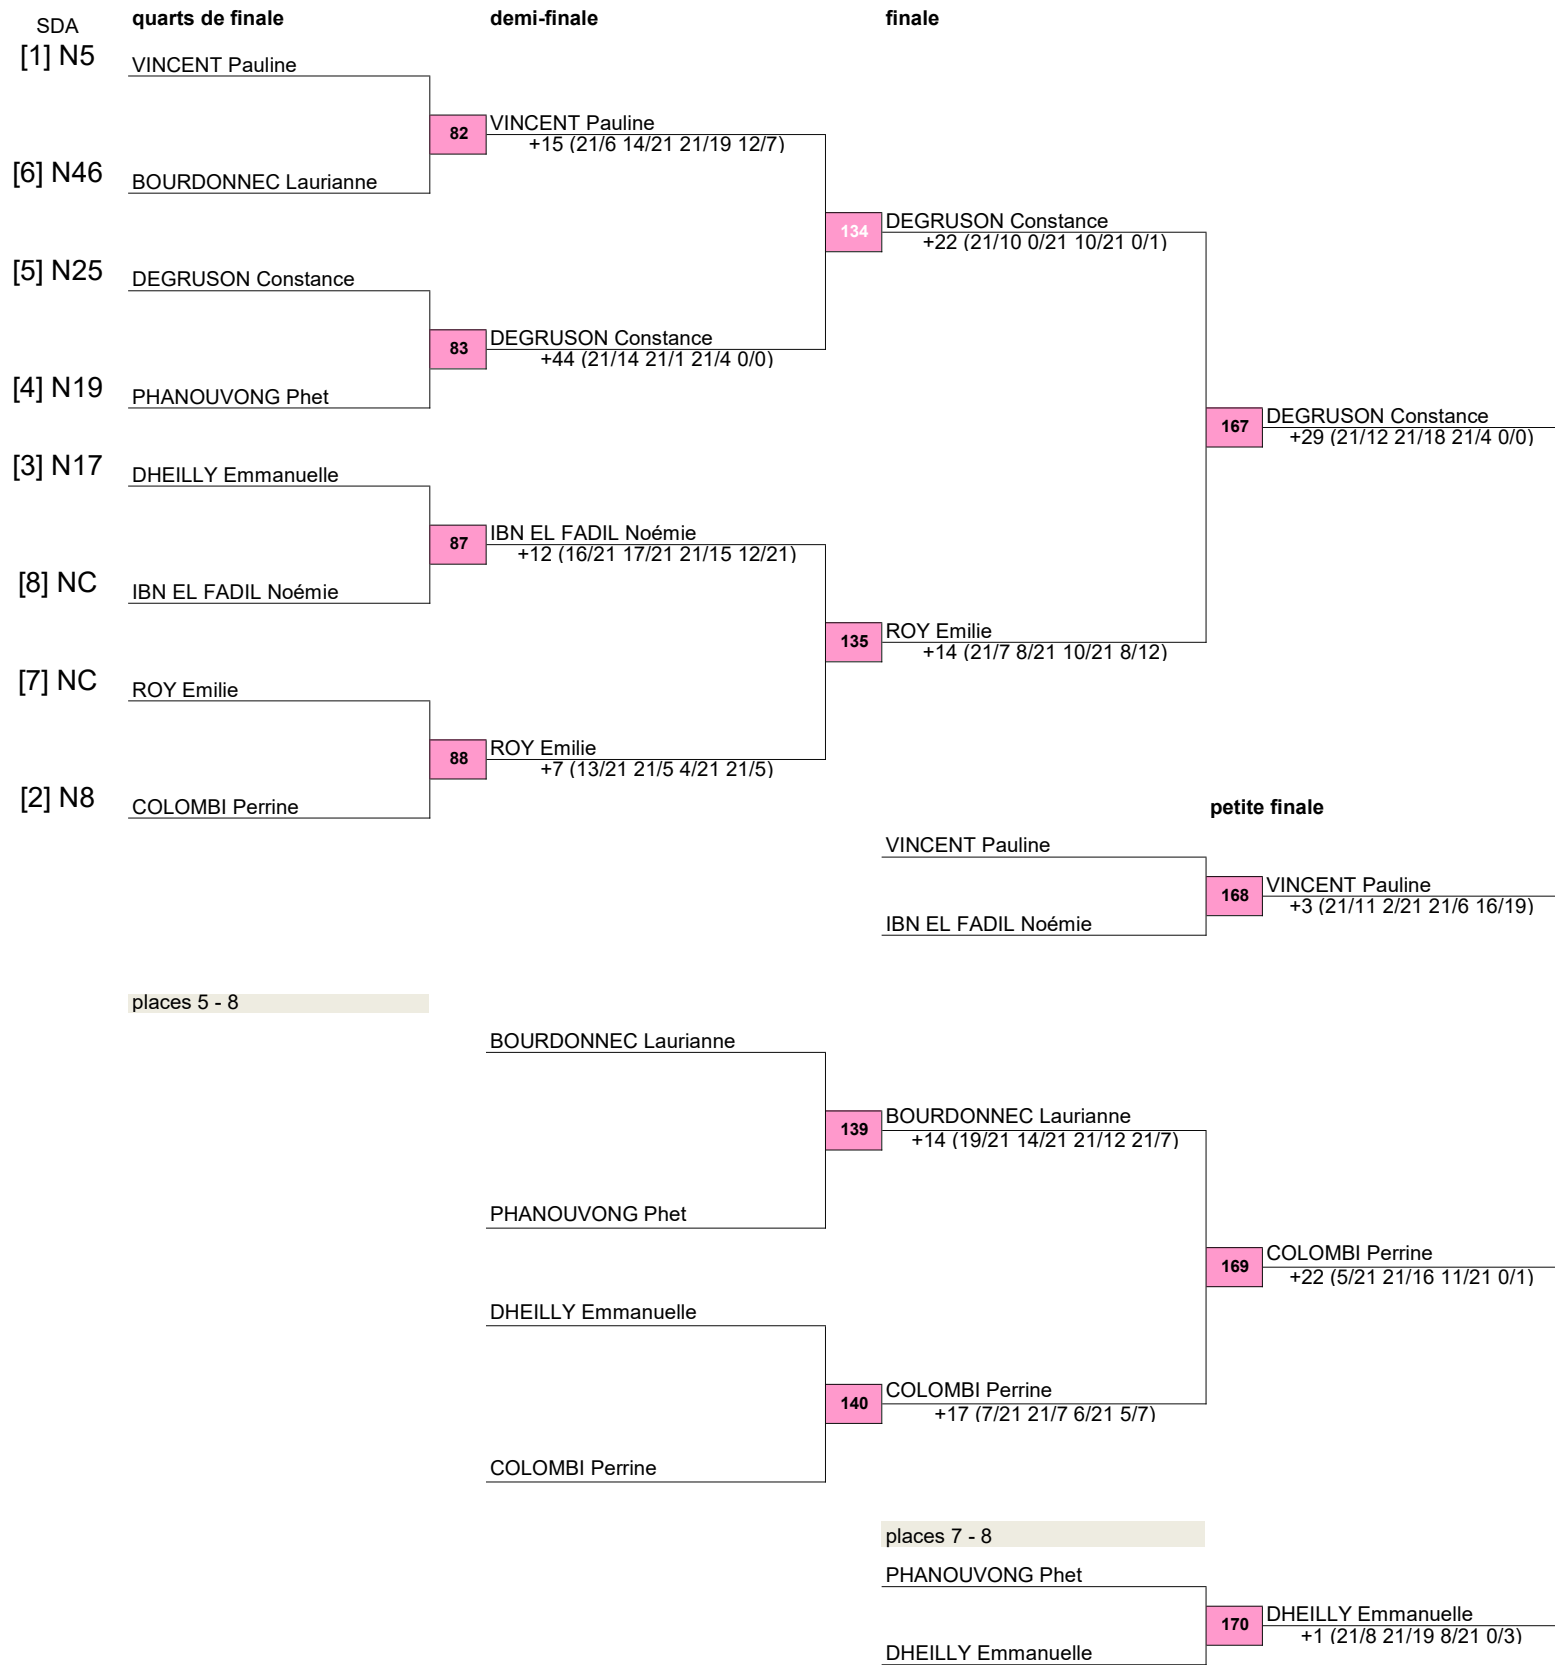 SDA
quarts de finale
demi-finale
finale
[1] N5
VINCENT Pauline
82
VINCENT Pauline
+15 (21/6 14/21 21/19 12/7)
[6] N46
BOURDONNEC Laurianne
134
DEGRUSON Constance
+22 (21/10 0/21 10/21 0/1)
[5] N25
DEGRUSON Constance
83
DEGRUSON Constance
+44 (21/14 21/1 21/4 0/0)
[4] N19
PHANOUVONG Phet
167
DEGRUSON Constance
+29 (21/12 21/18 21/4 0/0)
[3] N17
DHEILLY Emmanuelle
87
IBN EL FADIL Noémie
+12 (16/21 17/21 21/15 12/21)
[8] NC
IBN EL FADIL Noémie
135
ROY Emilie
+14 (21/7 8/21 10/21 8/12)
[7] NC
ROY Emilie
88
ROY Emilie
+7 (13/21 21/5 4/21 21/5)
[2] N8
COLOMBI Perrine
petite finale
VINCENT Pauline
168
VINCENT Pauline
+3 (21/11 2/21 21/6 16/19)
IBN EL FADIL Noémie
places 5 - 8
BOURDONNEC Laurianne
139
BOURDONNEC Laurianne
+14 (19/21 14/21 21/12 21/7)
PHANOUVONG Phet
169
COLOMBI Perrine
+22 (5/21 21/16 11/21 0/1)
DHEILLY Emmanuelle
140
COLOMBI Perrine
+17 (7/21 21/7 6/21 5/7)
COLOMBI Perrine
places 7 - 8
PHANOUVONG Phet
170
DHEILLY Emmanuelle
+1 (21/8 21/19 8/21 0/3)
DHEILLY Emmanuelle